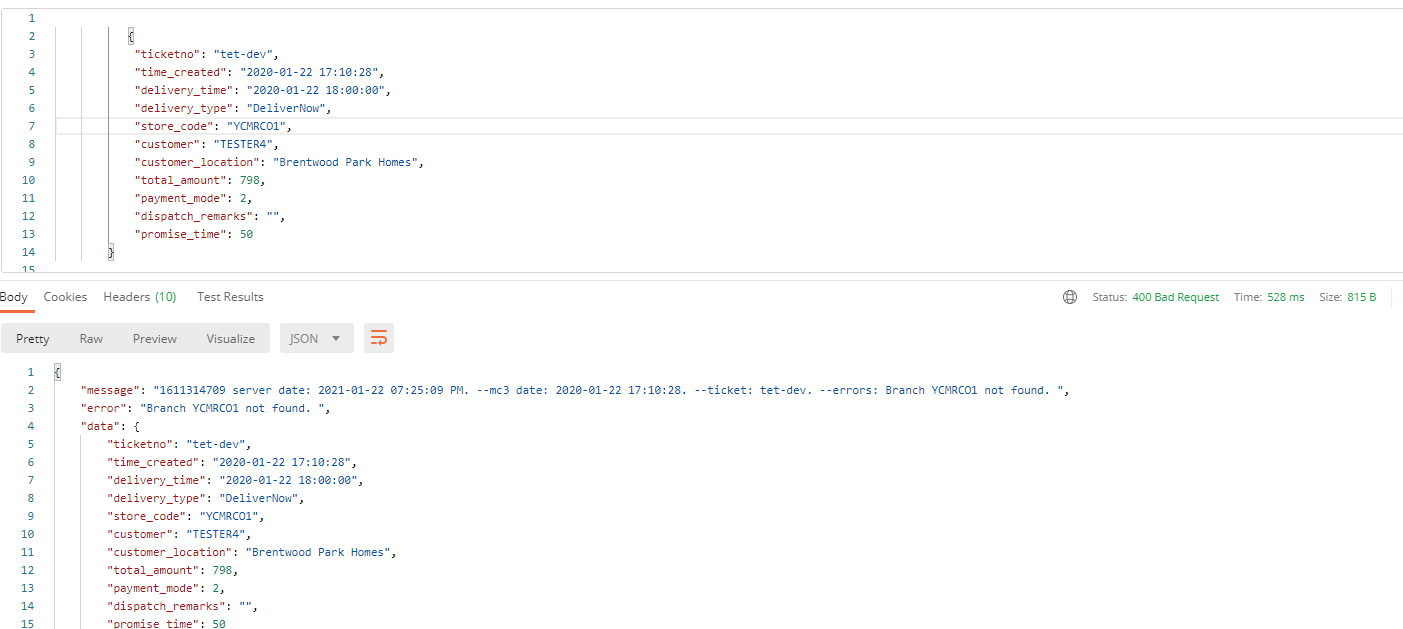 1
2 {
3 "ticketno": "tet-dev",
4 "time_created": "2020-01-22 17:10:28",
5 "delivery_time": "2020-01-22 18:00:00",
6 "delivery_type": "DeliverNow",
7 "store_code": "YCMRCO1",
8 "customer": "TESTER4",
9 "customer_location": "Brentwood Park Homes",
10 "total_amount": 798,
11 "payment_mode": 2,
12 "dispatch_remarks": "",
13 "promise_time": 50
14 }
15
Body Cookies Headers (10) Test Results Status: 400 Bad Request Time: 528 ms Size: 815 B
Pretty Raw Preview Visualize JSON
1 {
2 "message": "1611314709 server date: 2021-01-22 07:25:09 PM. --mc3 date: 2020-01-22 17:10:28. --ticket: tet-dev. --errors: Branch YCMRCO1 not found. ",
3 "error": "Branch YCMRCO1 not found. ",
4 "data": {
5 "ticketno": "tet-dev",
6 "time_created": "2020-01-22 17:10:28",
7 "delivery_time": "2020-01-22 18:00:00",
8 "delivery_type": "DeliverNow",
9 "store_code": "YCMRCO1",
10 "customer": "TESTER4",
11 "customer_location": "Brentwood Park Homes",
12 "total_amount": 798,
13 "payment_mode": 2,
14 "dispatch_remarks": "",
15 "promise_time": 50